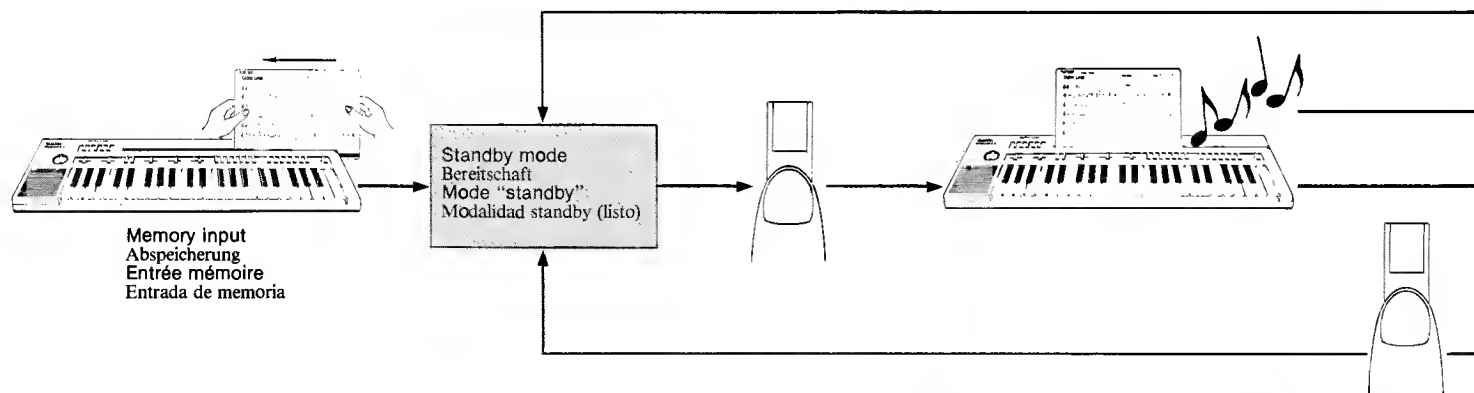 Standby mode
Bereitschaft
Mode “standby”
Modalidad standby (listo)
Memory input
Abspeicherung
Entrée mémoire
Entrada de memoria